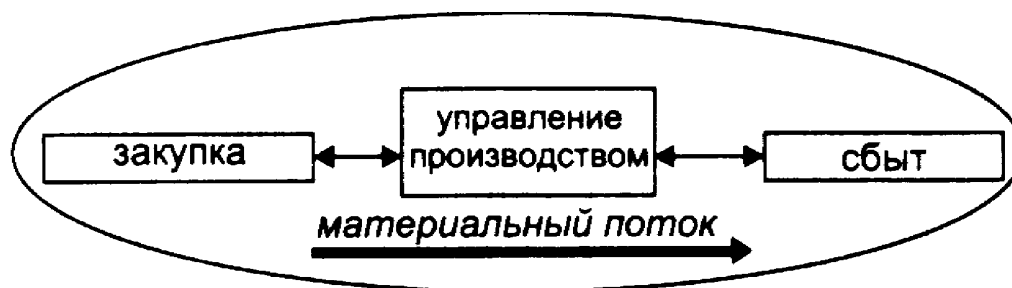 закупка
управление
производством
сбыт
материальный поток